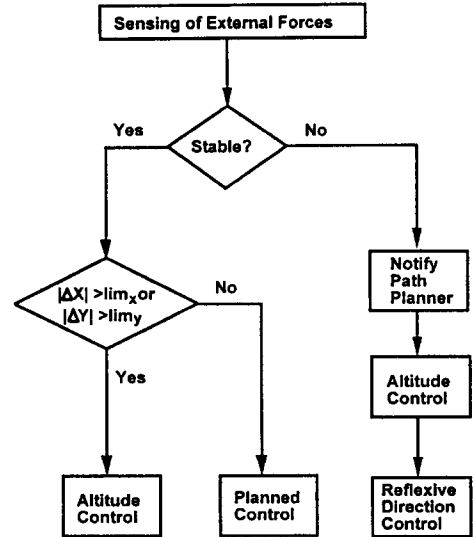 Sensing of External Forces
Yes
Stable?
No
|ΔX| >limₓ or
|ΔY| >limy
No
Yes
Notify
Path
Planner
Altitude
Control
Altitude
Control
Planned
Control
Reflexive
Direction
Control